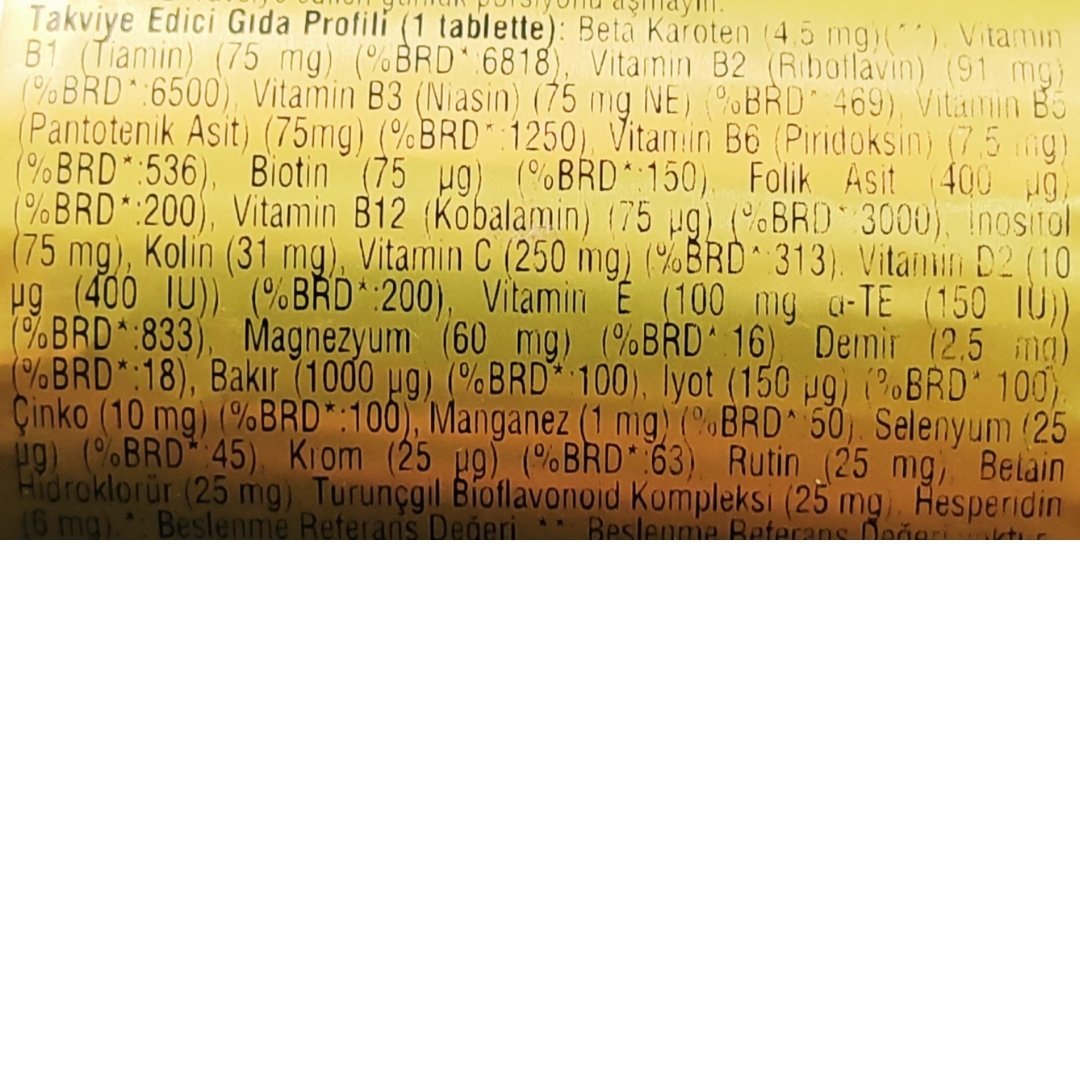 günlük porsiyonu aşmayın.
Takviye Edici Gıda Profili (1 tablette): Beta Karoten (4,5 mg)(**), Vitamin
B1 (Tiamin) (75 mg) (%BRD*:6818), Vitamin B2 (Riboflavin) (91 mg)
(%BRD*:6500), Vitamin B3 (Niasin) (75 mg NE) (%BRD*:469), Vitamin B5
(Pantotenik Asit) (75mg) (%BRD*:1250), Vitamin B6 (Piridoksin) (7,5 mg)
(%BRD*:536), Biotin (75 µg) (%BRD*:150), Folik Asit (400 µg)
(%BRD*:200), Vitamin B12 (Kobalamin) (75 µg) (%BRD*:3000), İnositol
(75 mg), Kolin (31 mg), Vitamin C (250 mg) (%BRD*:313), Vitamin D2 (10
µg (400 IU)) (%BRD*:200), Vitamin E (100 mg α-TE (150 IU))
(%BRD*:833), Magnezyum (60 mg) (%BRD*:16), Demir (2,5 mg)
(%BRD*:18), Bakır (1000 µg) (%BRD*:100), İyot (150 µg) (%BRD*:100),
Çinko (10 mg) (%BRD*:100), Manganez (1 mg) (%BRD*:50), Selenyum (25
µg) (%BRD*:45), Krom (25 µg) (%BRD*:63), Rutin (25 mg), Betain
Hidroklorür (25 mg), Turunçgil Bioflavonoid Kompleksi (25 mg), Hesperidin
(6 mg). *: Beslenme Referans Değeri, **: Beslenme Referans Değeri yoktur.